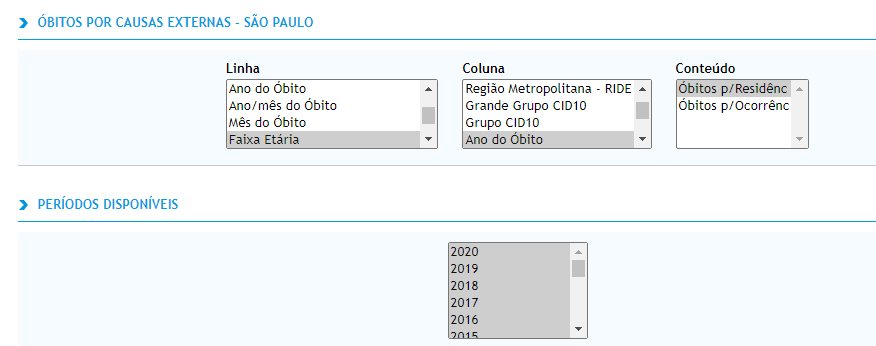 ÓBITOS POR CAUSAS EXTERNAS - SÃO PAULO
Linha
Ano do Óbito
Ano/mês do Óbito
Mês do Óbito
Faixa Etária
Coluna
Região Metropolitana - RIDE
Grande Grupo CID10
Grupo CID10
Ano do Óbito
Conteúdo
Óbitos p/Residênc
Óbitos p/Ocorrênc
PERÍODOS DISPONÍVEIS
2020
2019
2018
2017
2016
2015